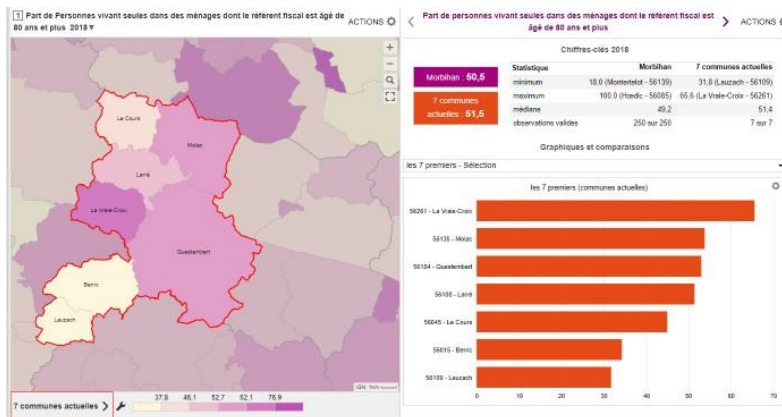 1 Part de Personnes vivant seules dans des ménages dont le référent fiscal est âgé de
80 ans et plus 2018
ACTIONS
Le Cours
Molac
Larré
La Vraie-Croix
Questembert
Berric
Lauzach
7 communes actuelles
37,8 46,1 52,7 62,1 76,9
Part de Personnes vivant seules dans des ménages dont le référent fiscal est
âgé de 80 ans et plus
ACTIONS
Chiffres-clés 2018
Morbihan : 50,5
7 communes
actuelles : 51,5
Statistique Morbihan 7 communes actuelles
minimum 18,0 (Montertelot - 56139) 31,8 (Lauzach - 56109)
maximum 100,0 (Hœdic - 56085) 65,6 (La Vraie-Croix - 56261)
médiane 49,2 51,4
observations valides 250 sur 250 7 sur 7
Graphiques et comparaisons
les 7 premiers - Sélection
les 7 premiers (communes actuelles)
56261 - La Vraie-Croix
56135 - Molac
56184 - Questembert
56108 - Larré
56045 - Le Cours
56015 - Berric
56109 - Lauzach
0 10 20 30 40 50 60 70